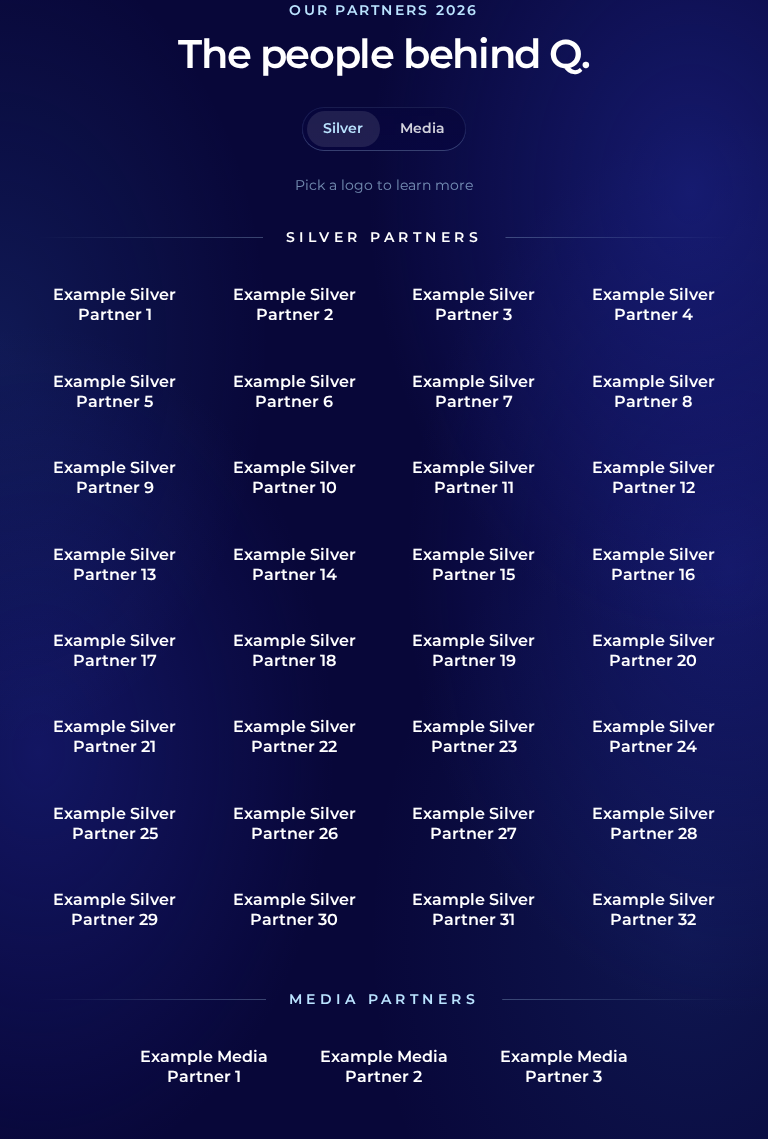 OUR PARTNERS 2026
The people behind Q.
Silver Media
Pick a logo to learn more
SILVER PARTNERS
Example Silver Example Silver Example Silver Example Silver
Partner 1 Partner 2 Partner 3 Partner 4
Example Silver Example Silver Example Silver Example Silver
Partner 5 Partner 6 Partner 7 Partner 8
Example Silver Example Silver Example Silver Example Silver
Partner 9 Partner 10 Partner 11 Partner 12
Example Silver Example Silver Example Silver Example Silver
Partner 13 Partner 14 Partner 15 Partner 16
Example Silver Example Silver Example Silver Example Silver
Partner 17 Partner 18 Partner 19 Partner 20
Example Silver Example Silver Example Silver Example Silver
Partner 21 Partner 22 Partner 23 Partner 24
Example Silver Example Silver Example Silver Example Silver
Partner 25 Partner 26 Partner 27 Partner 28
Example Silver Example Silver Example Silver Example Silver
Partner 29 Partner 30 Partner 31 Partner 32
MEDIA PARTNERS
Example Media Example Media Example Media
Partner 1 Partner 2 Partner 3